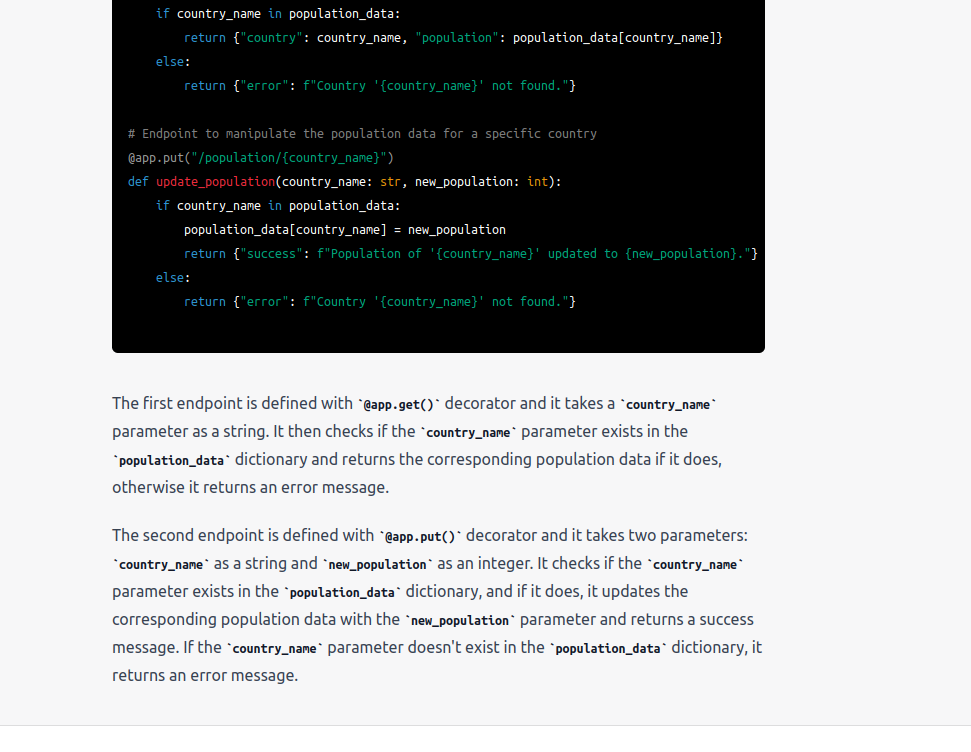 if country_name in population_data:
        return {"country": country_name, "population": population_data[country_name]}
    else:
        return {"error": f"Country '{country_name}' not found."}

# Endpoint to manipulate the population data for a specific country
@app.put("/population/{country_name}")
def update_population(country_name: str, new_population: int):
    if country_name in population_data:
        population_data[country_name] = new_population
        return {"success": f"Population of '{country_name}' updated to {new_population}."}
    else:
        return {"error": f"Country '{country_name}' not found."}

The first endpoint is defined with `@app.get()` decorator and it takes a `country_name`
parameter as a string. It then checks if the `country_name` parameter exists in the
`population_data` dictionary and returns the corresponding population data if it does,
otherwise it returns an error message.

The second endpoint is defined with `@app.put()` decorator and it takes two parameters:
`country_name` as a string and `new_population` as an integer. It checks if the `country_name`
parameter exists in the `population_data` dictionary, and if it does, it updates the
corresponding population data with the `new_population` parameter and returns a success
message. If the `country_name` parameter doesn't exist in the `population_data` dictionary, it
returns an error message.